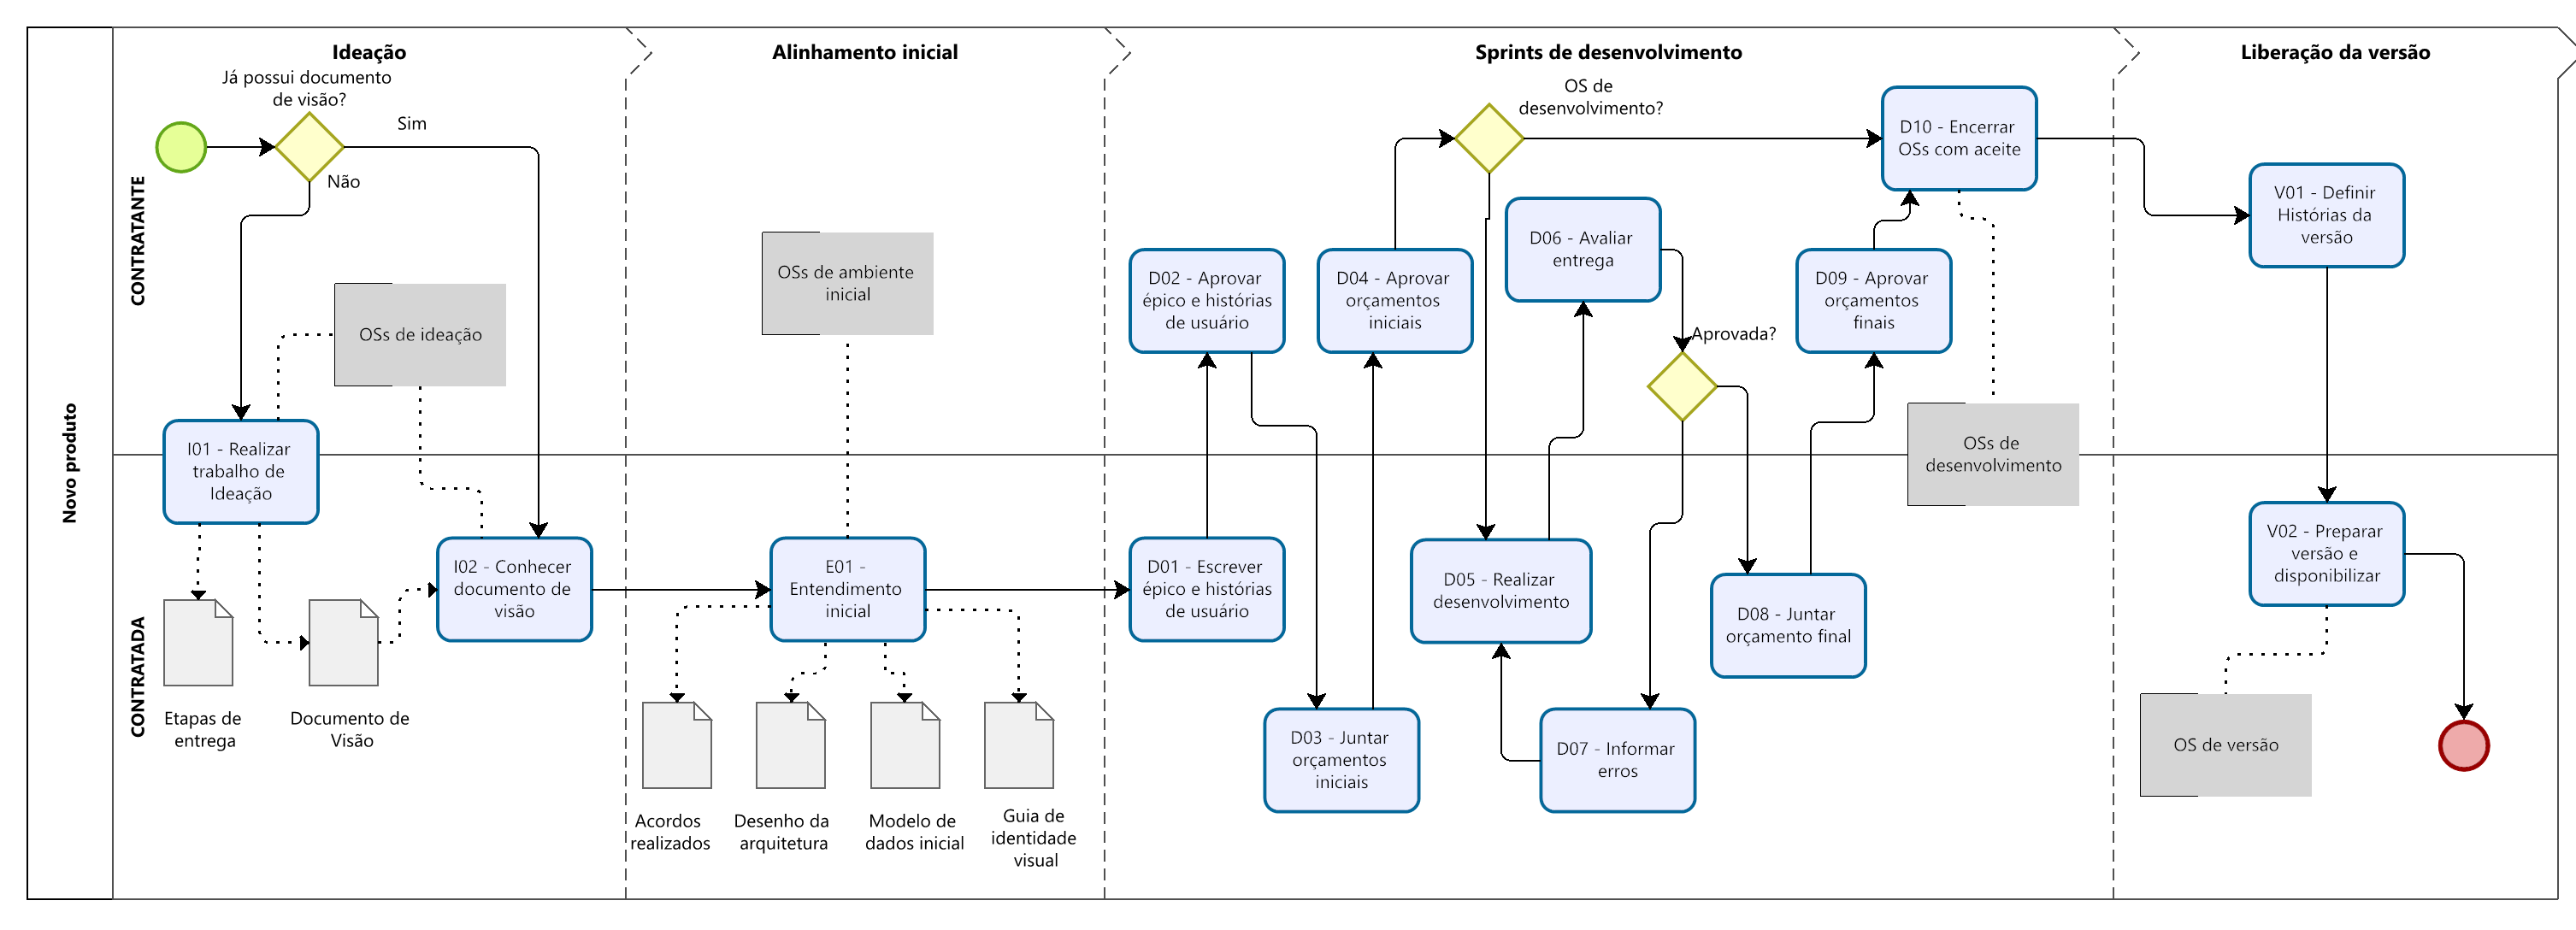 Novo produto
CONTRATANTE
CONTRATADA
Ideação
Já possui documento
de visão?
Sim
Não
OSs de ideação
I01 - Realizar
trabalho de
Ideação
I02 - Conhecer
documento de
visão
Etapas de
entrega
Documento de
Visão
Alinhamento inicial
OSs de ambiente
inicial
E01 -
Entendimento
inicial
Acordos
realizados
Desenho da
arquitetura
Modelo de
dados inicial
Guia de
identidade
visual
Sprints de desenvolvimento
OS de
desenvolvimento?
D10 - Encerrar
OSs com aceite
D02 - Aprovar
épico e histórias
de usuário
D04 - Aprovar
orçamentos
iniciais
D06 - Avaliar
entrega
D09 - Aprovar
orçamentos
finais
Aprovada?
OSs de
desenvolvimento
D01 - Escrever
épico e histórias
de usuário
D05 - Realizar
desenvolvimento
D08 - Juntar
orçamento final
D03 - Juntar
orçamentos
iniciais
D07 - Informar
erros
Liberação da versão
V01 - Definir
Histórias da
versão
V02 - Preparar
versão e
disponibilizar
OS de versão